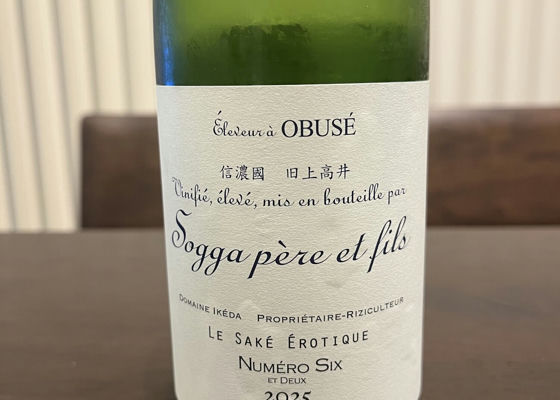 Éleveur à OBUSÉ
信濃國 旧上高井
Vinifié, élevé, mis en bouteille par
Sogga père et fils
DOMAINE IKÉDA PROPRIÉTAIRE-RIZICULTEUR
LE SAKÉ ÉROTIQUE
NUMÉRO SIX
ET DEUX
2025